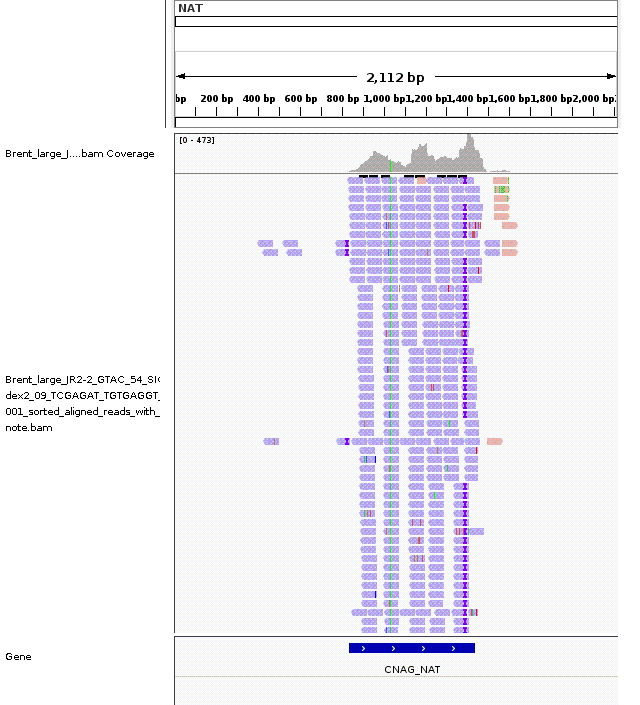 NAT
2,112 bp
bp 200 bp 400 bp 600 bp 800 bp 1,000 bp 1,200 bp 1,400 bp 1,600 bp 1,800 bp 2,000 bp
[0 - 473]
Brent_large_J....bam Coverage
Brent_large_JR2-2_GTAC_54_SIC
dex2_09_TCGAGAT_TGTGAGGT_
001_sorted_aligned_reads_with_
note.bam
Gene
CNAG_NAT